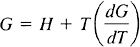 G = H + T(dG/dT)